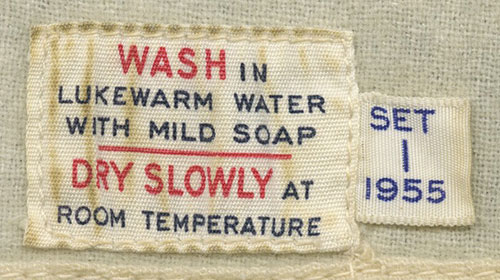 WASH IN
LUKEWARM WATER
WITH MILD SOAP
DRY SLOWLY AT
ROOM TEMPERATURE
SET
1
1955